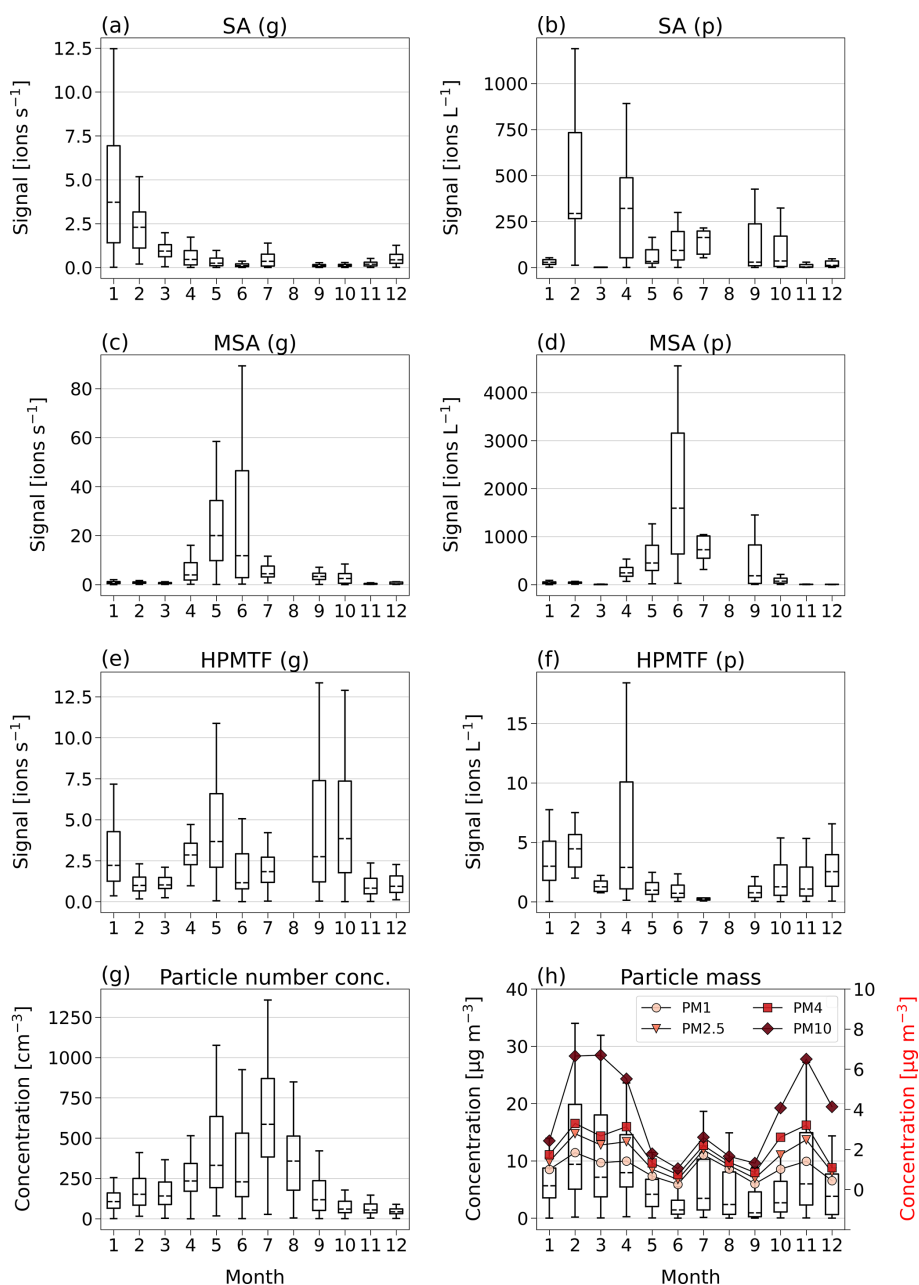 (a) SA (g)
Signal [ions s⁻¹]
12.5
10.0
7.5
5.0
2.5
0.0
1 2 3 4 5 6 7 8 9 10 11 12
(b) SA (p)
Signal [ions L⁻¹]
1000
750
500
250
0
1 2 3 4 5 6 7 8 9 10 11 12
(c) MSA (g)
Signal [ions s⁻¹]
80
60
40
20
0
1 2 3 4 5 6 7 8 9 10 11 12
(d) MSA (p)
Signal [ions L⁻¹]
4000
3000
2000
1000
0
1 2 3 4 5 6 7 8 9 10 11 12
(e) HPMTF (g)
Signal [ions s⁻¹]
12.5
10.0
7.5
5.0
2.5
0.0
1 2 3 4 5 6 7 8 9 10 11 12
(f) HPMTF (p)
Signal [ions L⁻¹]
15
10
5
0
1 2 3 4 5 6 7 8 9 10 11 12
(g) Particle number conc.
Concentration [cm⁻³]
1250
1000
750
500
250
0
1 2 3 4 5 6 7 8 9 10 11 12
Month
(h) Particle mass
Concentration [µg m⁻³]
40
30
20
10
0
PM1 PM4
PM2.5 PM10
10
8
6
4
2
0
Concentration [µg m⁻³]
1 2 3 4 5 6 7 8 9 10 11 12
Month